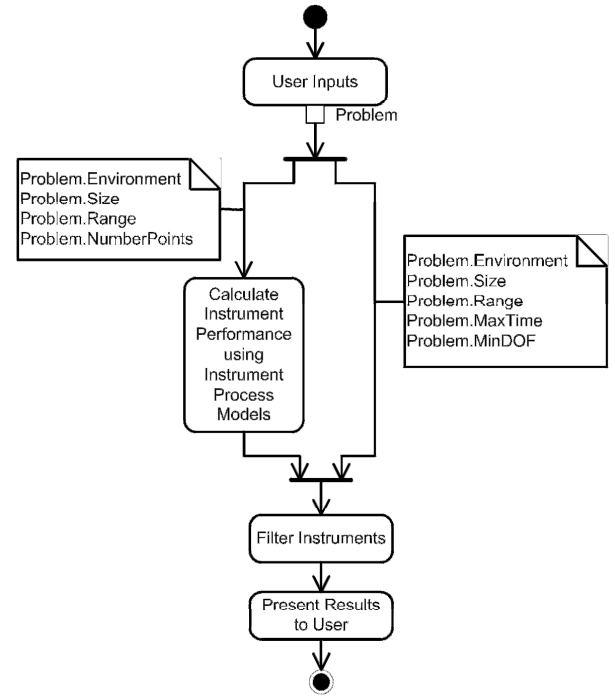 User Inputs
Problem
Problem.Environment
Problem.Size
Problem.Range
Problem.NumberPoints
Problem.Environment
Problem.Size
Problem.Range
Problem.MaxTime
Problem.MinDOF
Calculate
Instrument
Performance
using
Instrument
Process
Models
Filter Instruments
Present Results
to User